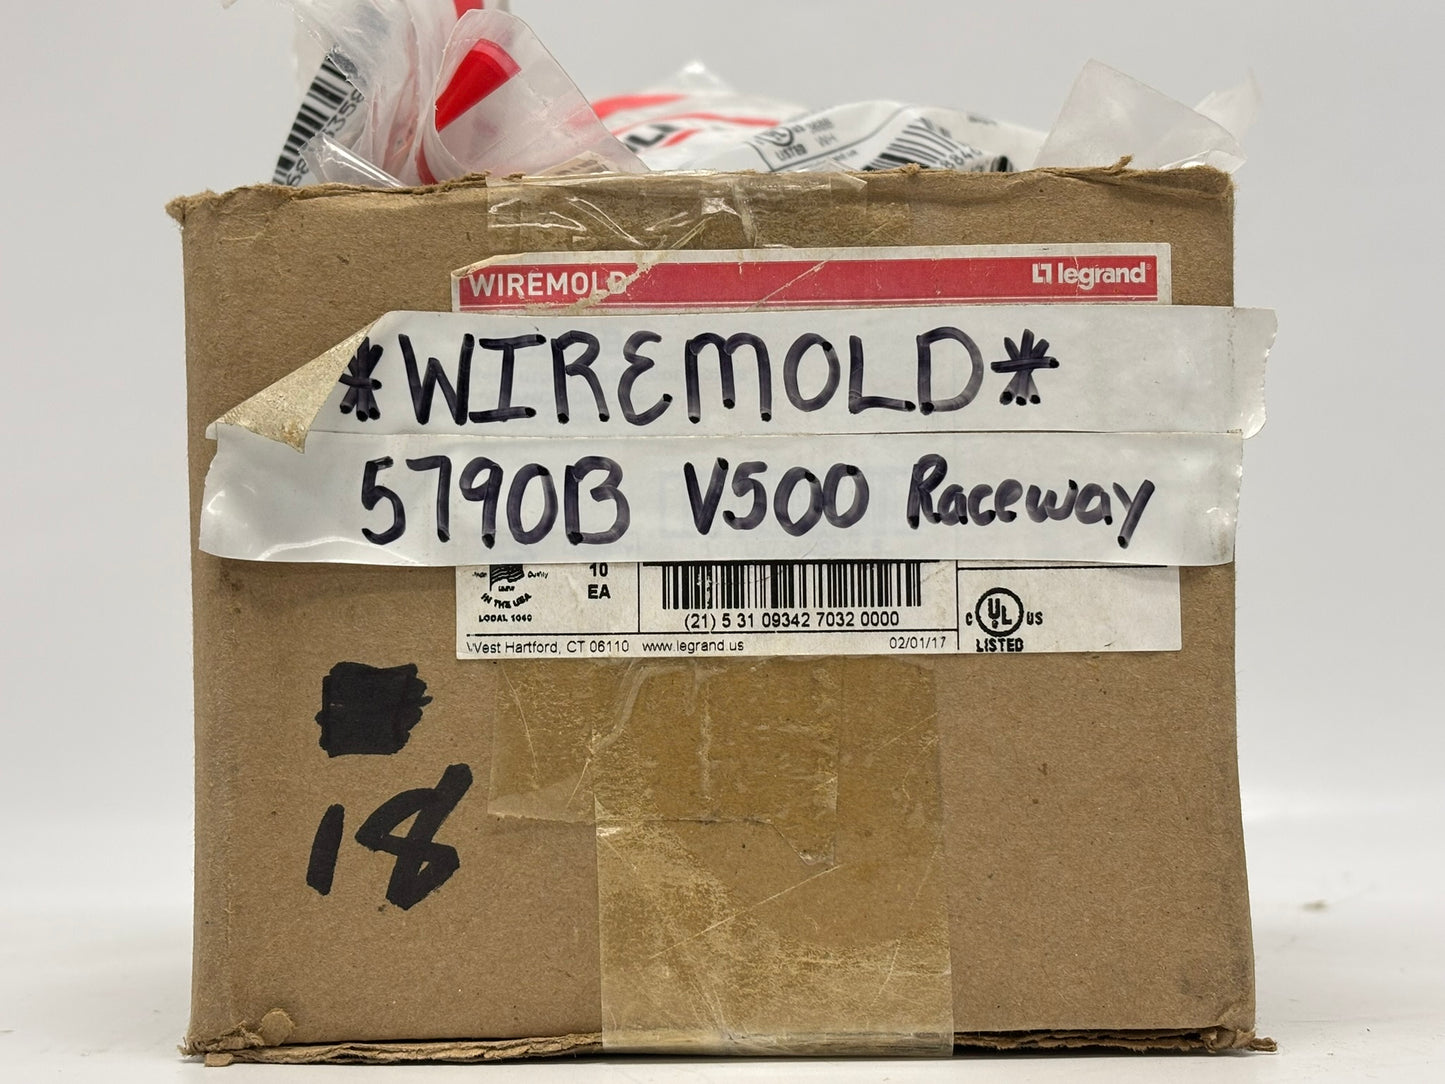 WIREMOLD legrand®
*WIREMOLD*
5790B V500 Raceway
10
EA
IN THE USA
LOCAL 1040
(21) 5 31 09342 7032 0000
C UL US
LISTED
West Hartford, CT 06110 www.legrand.us 02/01/17
18